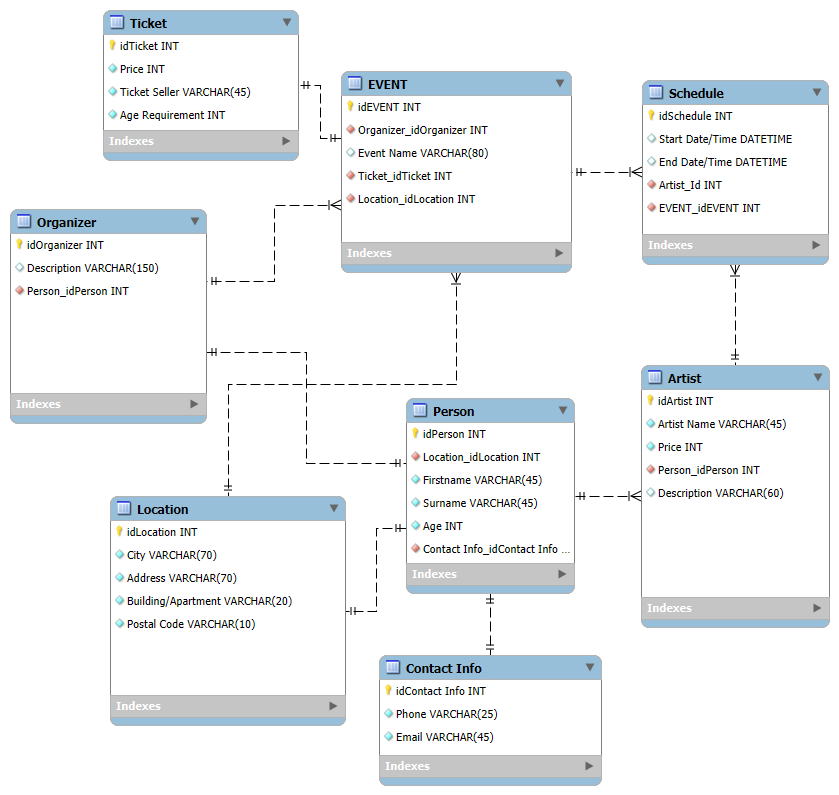 Ticket
idTicket INT
Price INT
Ticket Seller VARCHAR(45)
Age Requirement INT
Indexes
EVENT
idEVENT INT
Organizer_idOrganizer INT
Event Name VARCHAR(80)
Ticket_idTicket INT
Location_idLocation INT
Indexes
Schedule
idSchedule INT
Start Date/Time DATETIME
End Date/Time DATETIME
Artist_Id INT
EVENT_idEVENT INT
Indexes
Organizer
idOrganizer INT
Description VARCHAR(150)
Person_idPerson INT
Indexes
Person
idPerson INT
Location_idLocation INT
Firstname VARCHAR(45)
Surname VARCHAR(45)
Age INT
Contact Info_idContact Info ...
Indexes
Artist
idArtist INT
Artist Name VARCHAR(45)
Price INT
Person_idPerson INT
Description VARCHAR(60)
Indexes
Location
idLocation INT
City VARCHAR(70)
Address VARCHAR(70)
Building/Apartment VARCHAR(20)
Postal Code VARCHAR(10)
Indexes
Contact Info
idContact Info INT
Phone VARCHAR(25)
Email VARCHAR(45)
Indexes